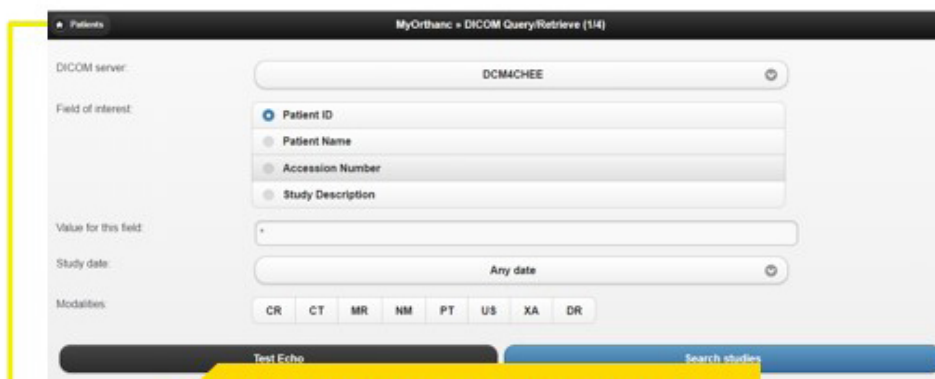 Patients
MyOrthanc » DICOM Query/Retrieve (1/4)
DICOM server:
DCM4CHEE
Field of interest:
Patient ID
Patient Name
Accession Number
Study Description
Value for this field:
*
Study date:
Any date
Modalities:
CR CT MR NM PT US XA DR
Test Echo
Search studies